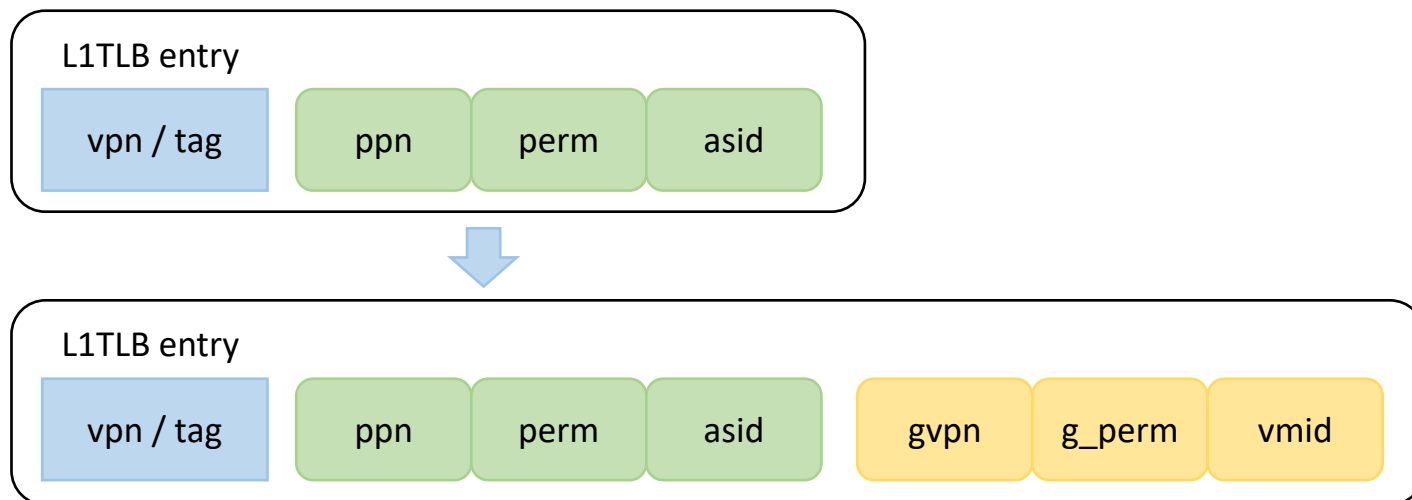 L1TLB entry
vpn / tag ppn perm asid
L1TLB entry
vpn / tag ppn perm asid gvpn g_perm vmid